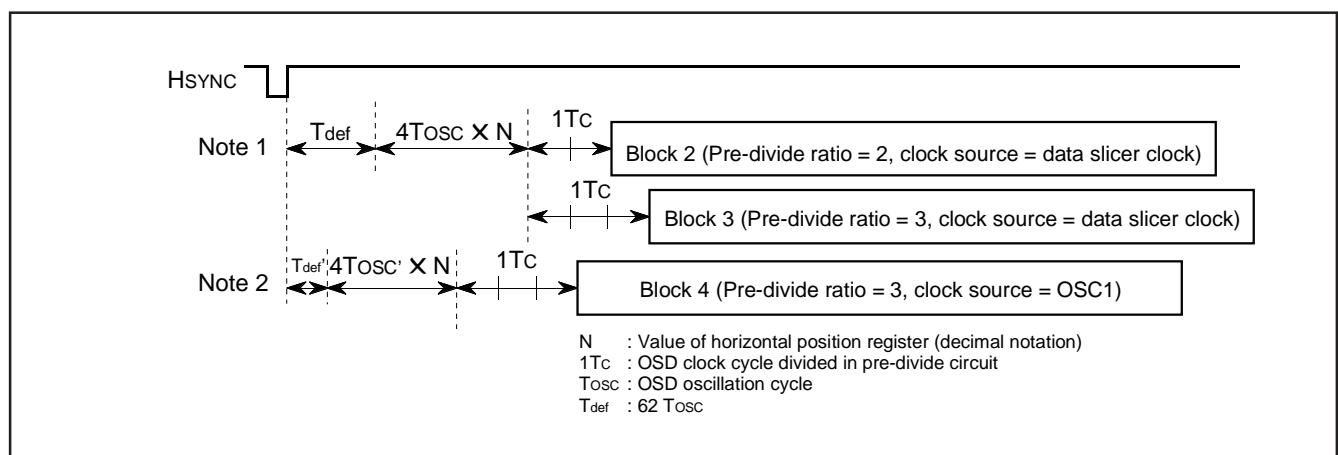 HSYNC
Note 1
Tdef
4TOSC X N
1TC
Block 2 (Pre-divide ratio = 2, clock source = data slicer clock)
1TC
Block 3 (Pre-divide ratio = 3, clock source = data slicer clock)
Note 2
Tdef'
4TOSC' X N
1TC
Block 4 (Pre-divide ratio = 3, clock source = OSC1)
N : Value of horizontal position register (decimal notation)
1TC : OSD clock cycle divided in pre-divide circuit
TOSC : OSD oscillation cycle
Tdef : 62 TOSC